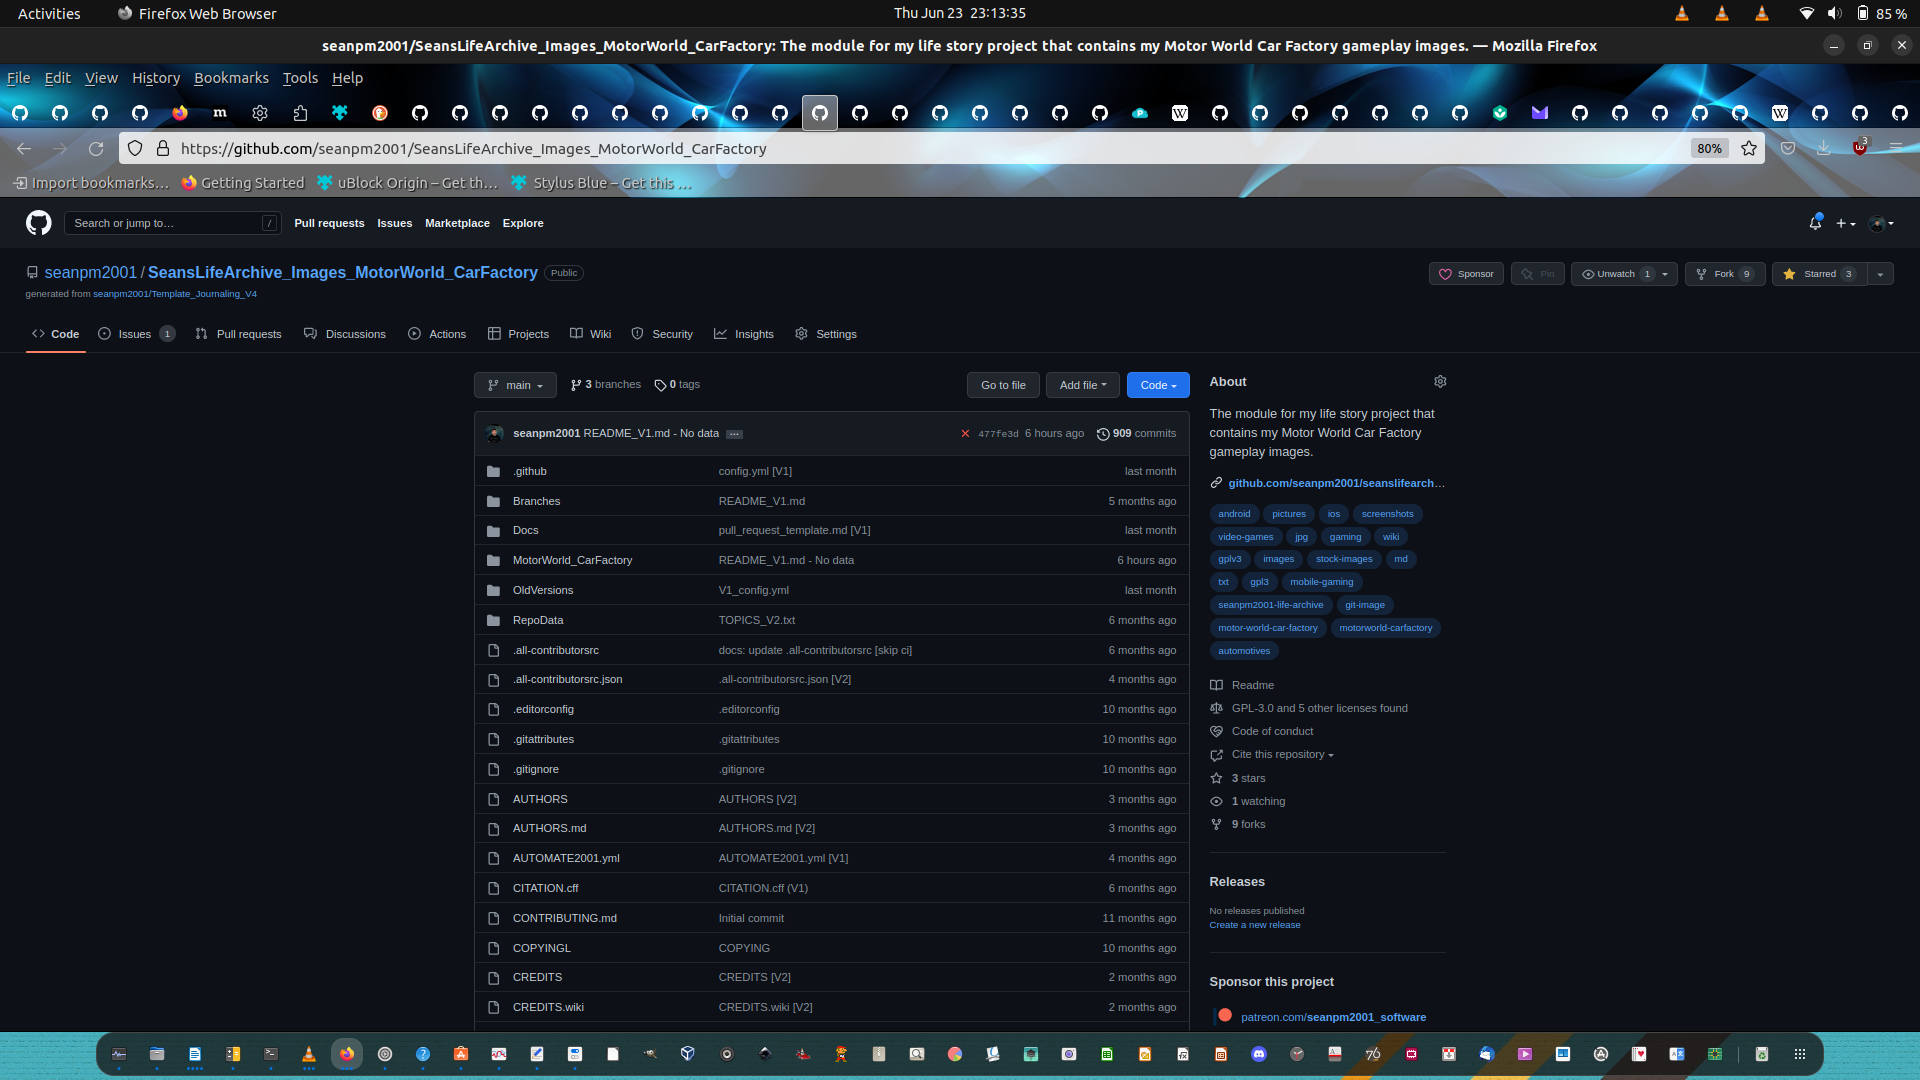 Activities Firefox Web Browser Thu Jun 23 23:13:35 85 %
seanpm2001/SeansLifeArchive_Images_MotorWorld_CarFactory: The module for my life story project that contains my Motor World Car Factory gameplay images. — Mozilla Firefox
File Edit View History Bookmarks Tools Help
https://github.com/seanpm2001/SeansLifeArchive_Images_MotorWorld_CarFactory 80% 3
Import bookmarks... Getting Started uBlock Origin – Get th... Stylus Blue – Get this ...
Search or jump to... / Pull requests Issues Marketplace Explore
seanpm2001 / SeansLifeArchive_Images_MotorWorld_CarFactory Public Sponsor Pin Unwatch 1 Fork 9 Starred 3
generated from seanpm2001/Template_Journaling_V4
Code Issues 1 Pull requests Discussions Actions Projects Wiki Security Insights Settings
main 3 branches 0 tags Go to file Add file Code
seanpm2001 README_V1.md - No data ... 477fe3d 6 hours ago 909 commits
.github config.yml [V1] last month
Branches README_V1.md 5 months ago
Docs pull_request_template.md [V1] last month
MotorWorld_CarFactory README_V1.md - No data 6 hours ago
OldVersions V1_config.yml last month
RepoData TOPICS_V2.txt 6 months ago
.all-contributorsrc docs: update .all-contributorsrc [skip ci] 6 months ago
.all-contributorsrc.json .all-contributorsrc.json [V2] 4 months ago
.editorconfig .editorconfig 10 months ago
.gitattributes .gitattributes 10 months ago
.gitignore .gitignore 10 months ago
AUTHORS AUTHORS [V2] 3 months ago
AUTHORS.md AUTHORS.md [V2] 3 months ago
AUTOMATE2001.yml AUTOMATE2001.yml [V1] 4 months ago
CITATION.cff CITATION.cff (V1) 6 months ago
CONTRIBUTING.md Initial commit 11 months ago
COPYINGL COPYING 10 months ago
CREDITS CREDITS [V2] 2 months ago
CREDITS.wiki CREDITS.wiki [V2] 2 months ago
About
The module for my life story project that
contains my Motor World Car Factory
gameplay images.
github.com/seanpm2001/seanslifearch...
android pictures ios screenshots
video-games jpg gaming wiki
gplv3 images stock-images md
txt gpl3 mobile-gaming
seanpm2001-life-archive git-image
motor-world-car-factory motorworld-carfactory
automotives
Readme
GPL-3.0 and 5 other licenses found
Code of conduct
Cite this repository
3 stars
1 watching
9 forks
Releases
No releases published
Create a new release
Sponsor this project
patreon.com/seanpm2001_software